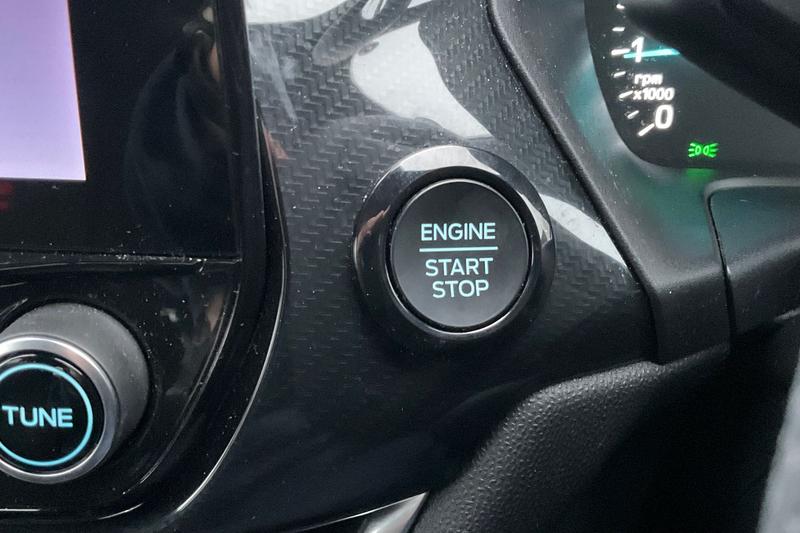 1
rpm
x1000
0
ENGINE
START
STOP
TUNE